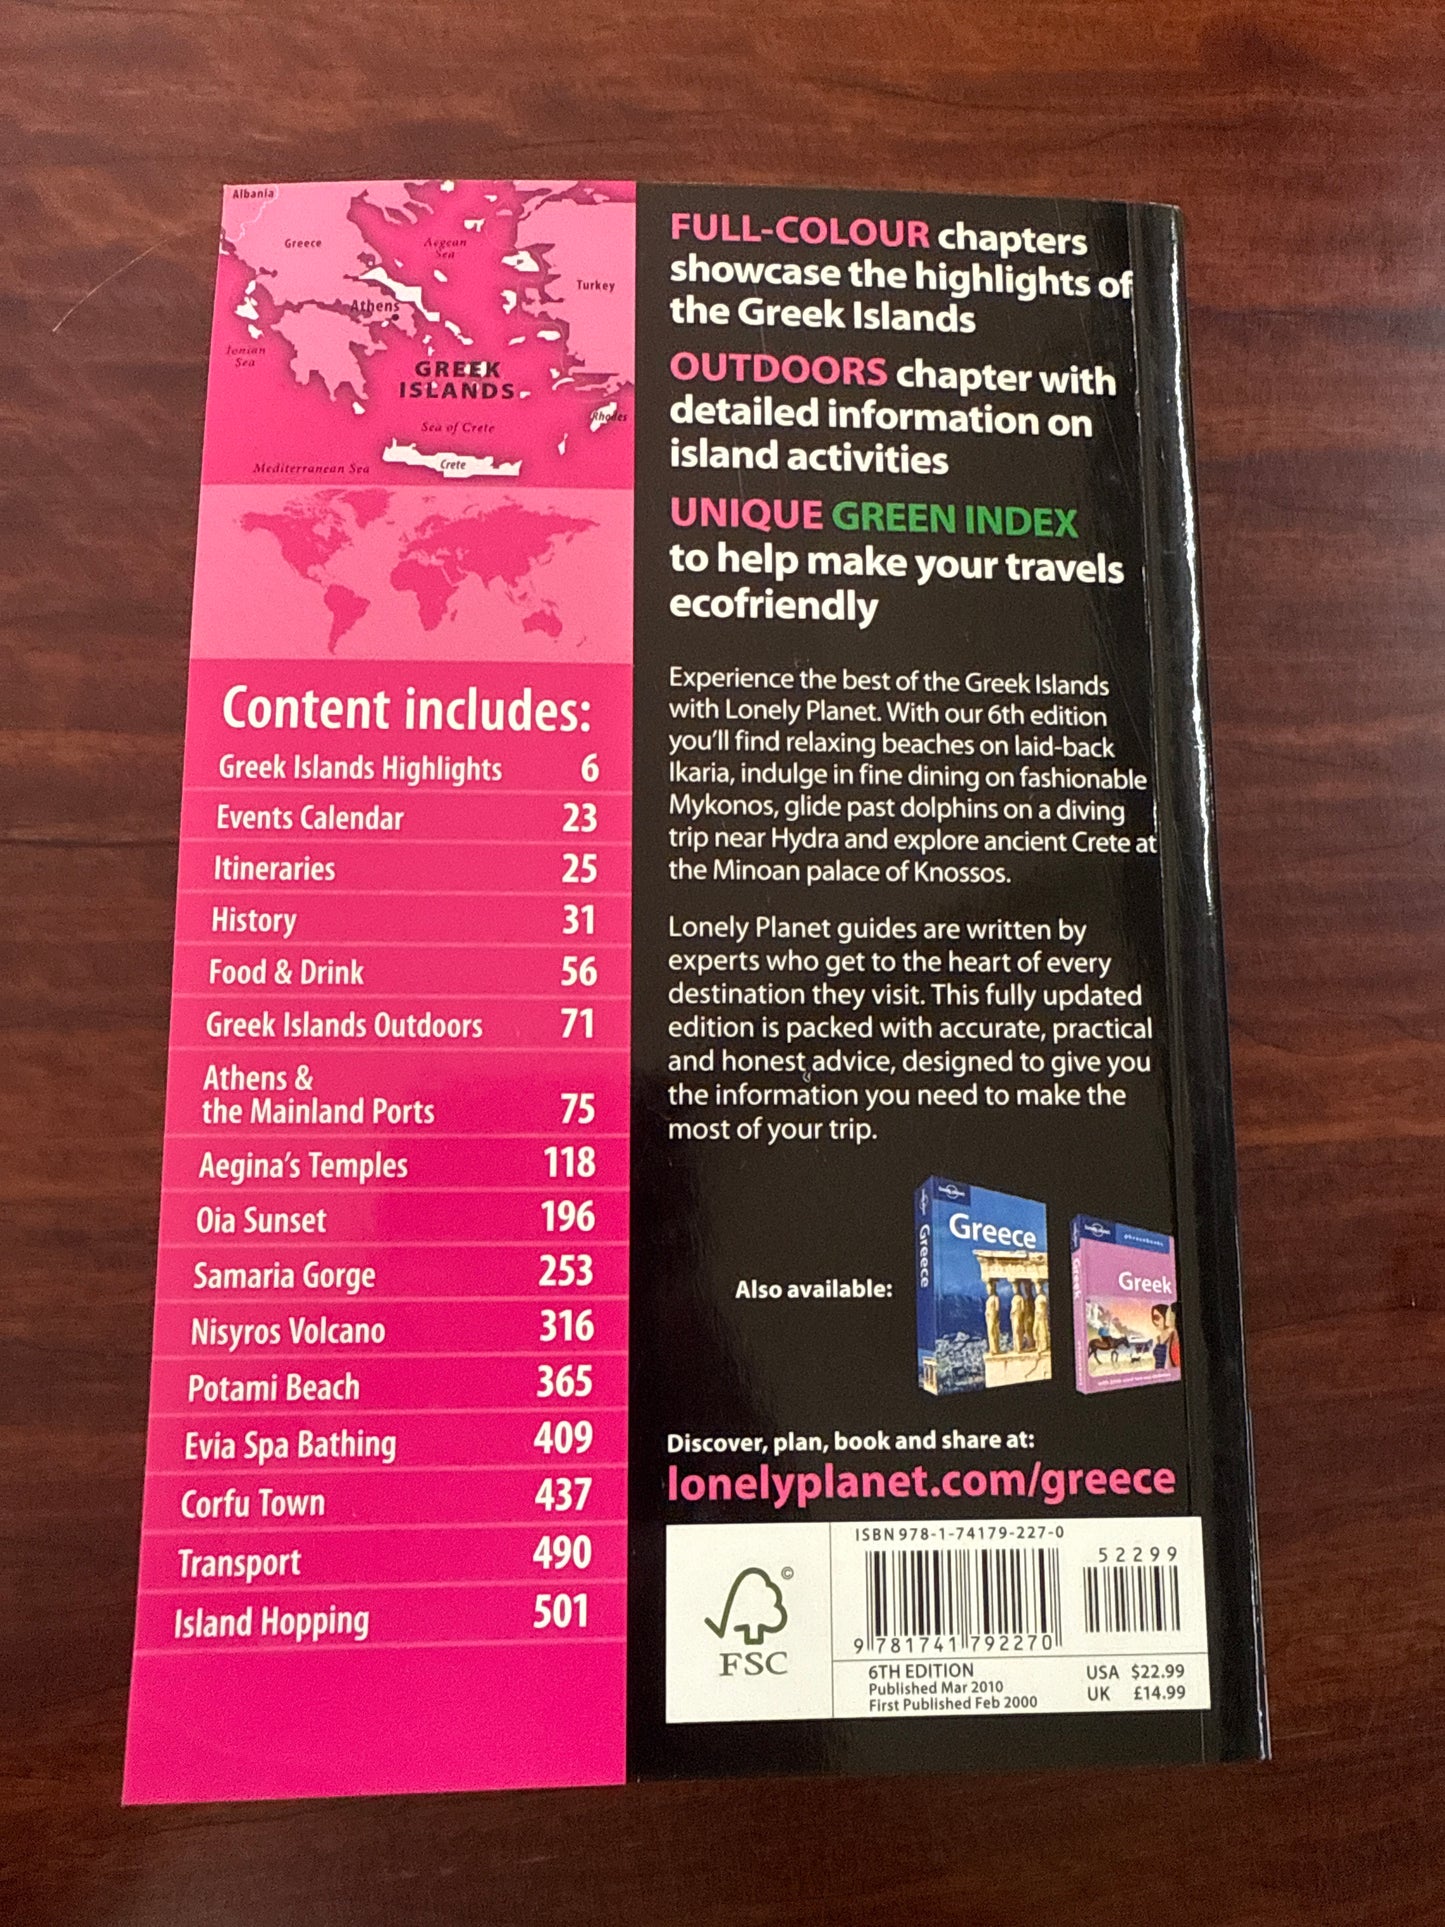 Albania
Greece
Aegean
Sea
Turkey
Athens
Ionian
Sea
GREEK
ISLANDS
Rhodes
Sea of Crete
Mediterranean Sea
Crete
Content includes:
Greek Islands Highlights 6
Events Calendar 23
Itineraries 25
History 31
Food & Drink 56
Greek Islands Outdoors 71
Athens &
the Mainland Ports 75
Aegina's Temples 118
Oia Sunset 196
Samaria Gorge 253
Nisyros Volcano 316
Potami Beach 365
Evia Spa Bathing 409
Corfu Town 437
Transport 490
Island Hopping 501
FULL-COLOUR chapters
showcase the highlights of
the Greek Islands
OUTDOORS chapter with
detailed information on
island activities
UNIQUE GREEN INDEX
to help make your travels
ecofriendly
Experience the best of the Greek Islands
with Lonely Planet. With our 6th edition
you'll find relaxing beaches on laid-back
Ikaria, indulge in fine dining on fashionable
Mykonos, glide past dolphins on a diving
trip near Hydra and explore ancient Crete at
the Minoan palace of Knossos.
Lonely Planet guides are written by
experts who get to the heart of every
destination they visit. This fully updated
edition is packed with accurate, practical
and honest advice, designed to give you
the information you need to make the
most of your trip.
Also available:
Greece
Greece
phrasebooks
Greek
Greek
Discover, plan, book and share at:
lonelyplanet.com/greece
ISBN 978-1-74179-227-0
52299
9 781741 792270
©
FSC
6TH EDITION
Published Mar 2010
First Published Feb 2000
USA $22.99
UK £14.99